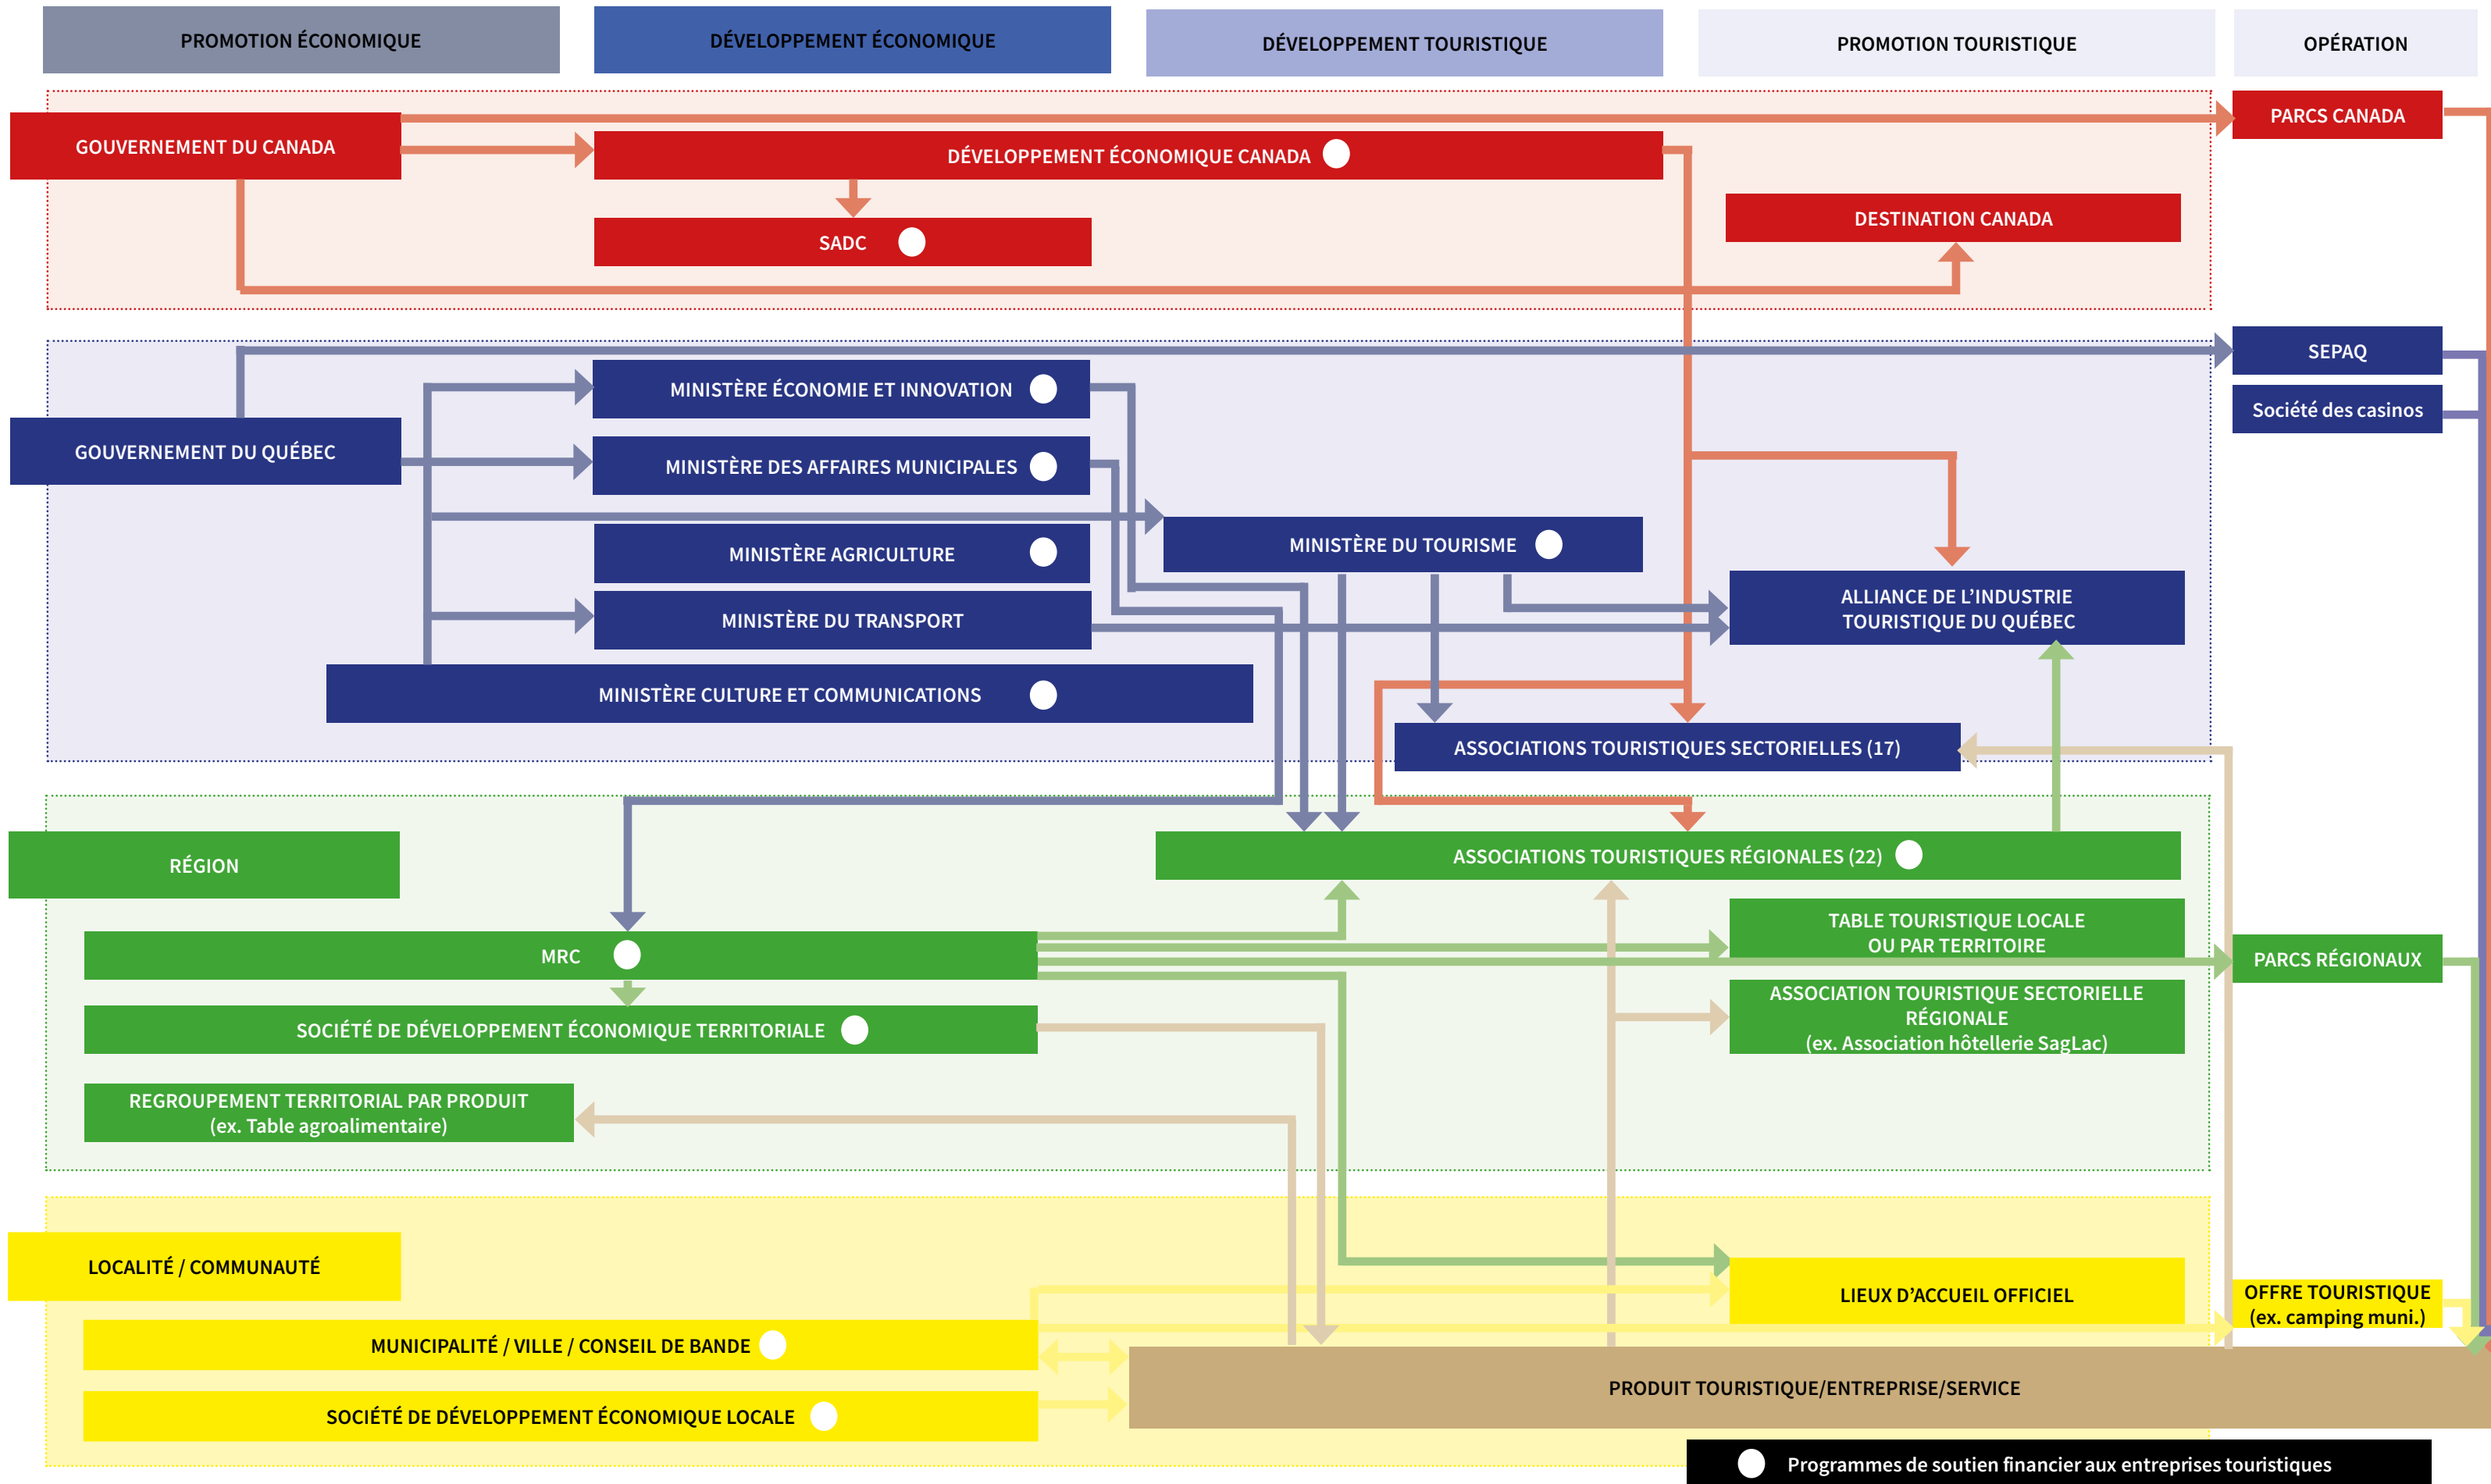 PROMOTION ÉCONOMIQUE
DÉVELOPPEMENT ÉCONOMIQUE
DÉVELOPPEMENT TOURISTIQUE
PROMOTION TOURISTIQUE
OPÉRATION
GOUVERNEMENT DU CANADA
DÉVELOPPEMENT ÉCONOMIQUE CANADA
PARCS CANADA
SADC
DESTINATION CANADA
GOUVERNEMENT DU QUÉBEC
MINISTÈRE ÉCONOMIE ET INNOVATION
MINISTÈRE DES AFFAIRES MUNICIPALES
MINISTÈRE AGRICULTURE
MINISTÈRE DU TRANSPORT
MINISTÈRE CULTURE ET COMMUNICATIONS
MINISTÈRE DU TOURISME
SEPAQ
Société des casinos
ALLIANCE DE L’INDUSTRIE
TOURISTIQUE DU QUÉBEC
ASSOCIATIONS TOURISTIQUES SECTORIELLES (17)
RÉGION
ASSOCIATIONS TOURISTIQUES RÉGIONALES (22)
MRC
TABLE TOURISTIQUE LOCALE
OU PAR TERRITOIRE
PARCS RÉGIONAUX
SOCIÉTÉ DE DÉVELOPPEMENT ÉCONOMIQUE TERRITORIALE
ASSOCIATION TOURISTIQUE SECTORIELLE
RÉGIONALE
(ex. Association hôtellerie SagLac)
REGROUPEMENT TERRITORIAL PAR PRODUIT
(ex. Table agroalimentaire)
LOCALITÉ / COMMUNAUTÉ
LIEUX D’ACCUEIL OFFICIEL
OFFRE TOURISTIQUE
(ex. camping muni.)
MUNICIPALITÉ / VILLE / CONSEIL DE BANDE
SOCIÉTÉ DE DÉVELOPPEMENT ÉCONOMIQUE LOCALE
PRODUIT TOURISTIQUE/ENTREPRISE/SERVICE
Programmes de soutien financier aux entreprises touristiques